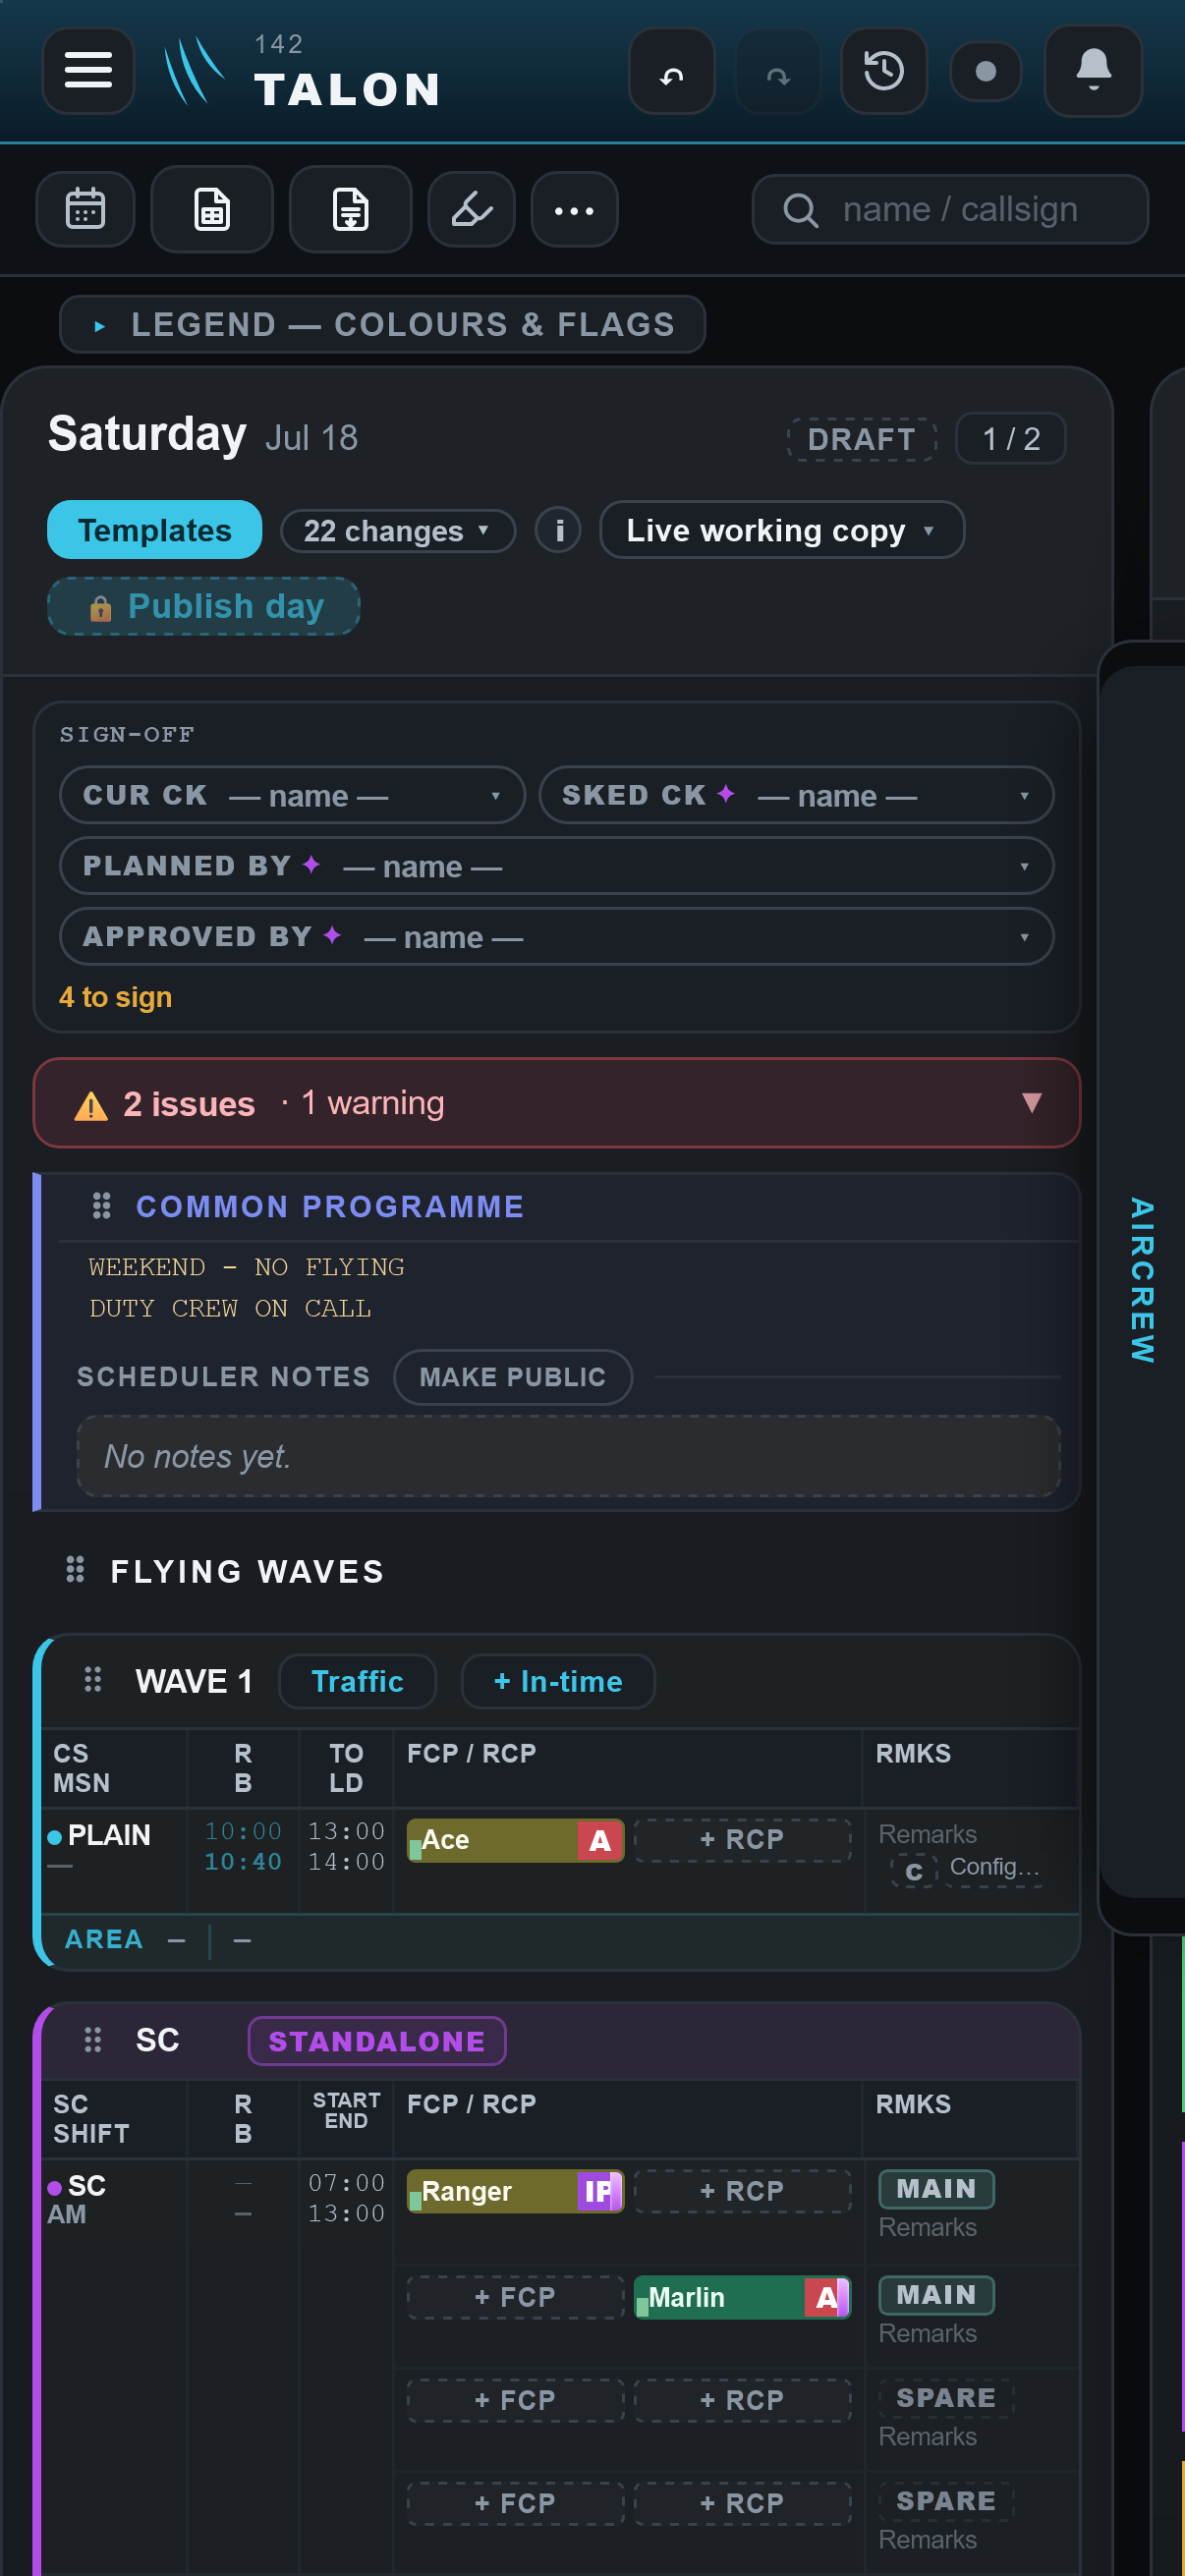 142
TALON
name / callsign
LEGEND — COLOURS & FLAGS
Saturday Jul 18 DRAFT 1 / 2
Templates 22 changes i Live working copy
Publish day
SIGN-OFF
CUR CK — name — SKED CK — name —
PLANNED BY — name —
APPROVED BY — name —
4 to sign
2 issues · 1 warning
AIRCREW
COMMON PROGRAMME
WEEKEND – NO FLYING
DUTY CREW ON CALL
SCHEDULER NOTES MAKE PUBLIC
No notes yet.
FLYING WAVES
WAVE 1 Traffic + In-time
CS R TO FCP / RCP RMKS
MSN B LD
PLAIN 10:00 13:00 Ace A + RCP Remarks
— 10:40 14:00 C Config…
AREA — —
SC STANDALONE
SC R START FCP / RCP RMKS
SHIFT B END
SC — 07:00 Ranger IP + RCP MAIN
AM — 13:00 Remarks
+ FCP Marlin A MAIN
Remarks
+ FCP + RCP SPARE
Remarks
+ FCP + RCP SPARE
Remarks